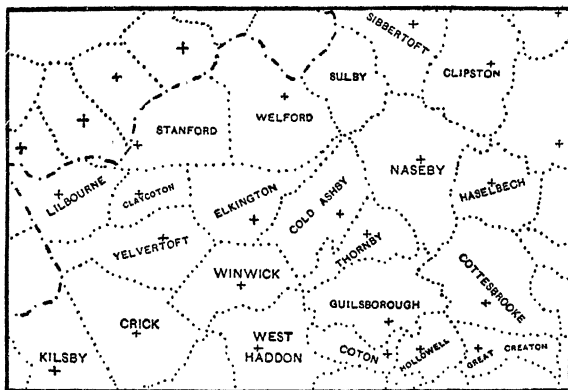 SIBBERTOFT
SULBY
CLIPSTON
STANFORD
WELFORD
NASEBY
LILBOURNE
CLAYCOTON
ELKINGTON
COLD ASHBY
HASELBECH
YELVERTOFT
THORNBY
WINWICK
COTTESBROOKE
GUILSBOROUGH
CRICK
WEST
HADDON
KILSBY
COTON
HOLLOWELL
GREAT CREATON